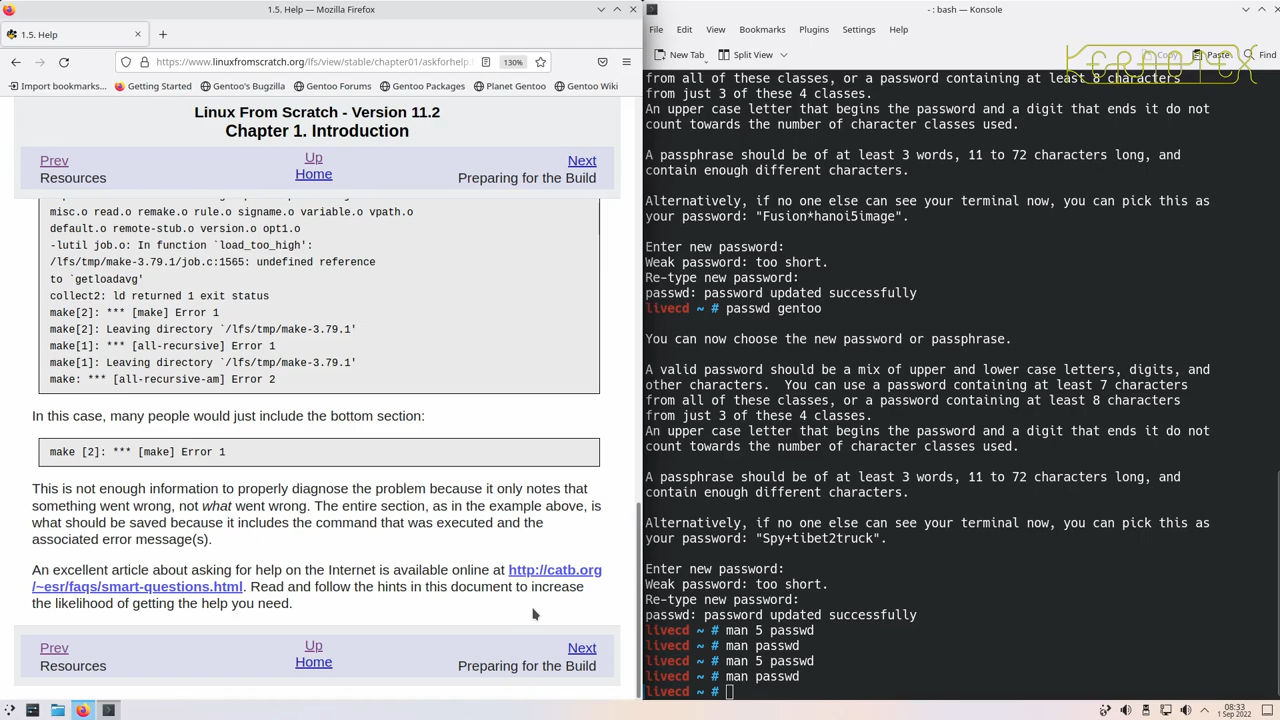 1.5. Help — Mozilla Firefox
1.5. Help
https://www.linuxfromscratch.org/lfs/view/stable/chapter01/askforh
130%
Import bookmarks...
Getting Started
Gentoo's Bugzilla
Gentoo Forums
Gentoo Packages
Planet Gentoo
Gentoo Wiki
Linux From Scratch - Version 11.2
Chapter 1. Introduction
Prev
Up
Next
Resources
Home
Preparing for the Build
misc.o read.o remake.o rule.o signame.o variable.o vpath.o
default.o remote-stub.o version.o opt1.o
-lutil job.o: In function `load_too_high':
/lfs/tmp/make-3.79.1/job.c:1565: undefined reference
to `getloadavg'
collect2: ld returned 1 exit status
make[2]: *** [make] Error 1
make[2]: Leaving directory `/lfs/tmp/make-3.79.1'
make[1]: *** [all-recursive] Error 1
make[1]: Leaving directory `/lfs/tmp/make-3.79.1'
make: *** [all-recursive-am] Error 2
In this case, many people would just include the bottom section:
make [2]: *** [make] Error 1
This is not enough information to properly diagnose the problem because it only notes that
something went wrong, not what went wrong. The entire section, as in the example above, is
what should be saved because it includes the command that was executed and the
associated error message(s).
An excellent article about asking for help on the Internet is available online at http://catb.org
/~esr/faqs/smart-questions.html. Read and follow the hints in this document to increase
the likelihood of getting the help you need.
Prev
Up
Next
Resources
Home
Preparing for the Build
- : bash — Konsole
File Edit View Bookmarks Plugins Settings Help
New Tab
Split View
Copy
Paste
Find
KERNOTEX
from all of these classes, or a password containing at least 8 characters
from just 3 of these 4 classes.
An upper case letter that begins the password and a digit that ends it do not
count towards the number of character classes used.
A passphrase should be of at least 3 words, 11 to 72 characters long, and
contain enough different characters.
Alternatively, if no one else can see your terminal now, you can pick this as
your password: "Fusion*hanoi5image".
Enter new password:
Weak password: too short.
Re-type new password:
passwd: password updated successfully
livecd ~ # passwd gentoo
You can now choose the new password or passphrase.
A valid password should be a mix of upper and lower case letters, digits, and
other characters.  You can use a password containing at least 7 characters
from all of these classes, or a password containing at least 8 characters
from just 3 of these 4 classes.
An upper case letter that begins the password and a digit that ends it do not
count towards the number of character classes used.
A passphrase should be of at least 3 words, 11 to 72 characters long, and
contain enough different characters.
Alternatively, if no one else can see your terminal now, you can pick this as
your password: "Spy+tibet2truck".
Enter new password:
Weak password: too short.
Re-type new password:
passwd: password updated successfully
livecd ~ # man 5 passwd
livecd ~ # man passwd
livecd ~ # man 5 passwd
livecd ~ # man passwd
livecd ~ #
08:33
1 Sep 2022